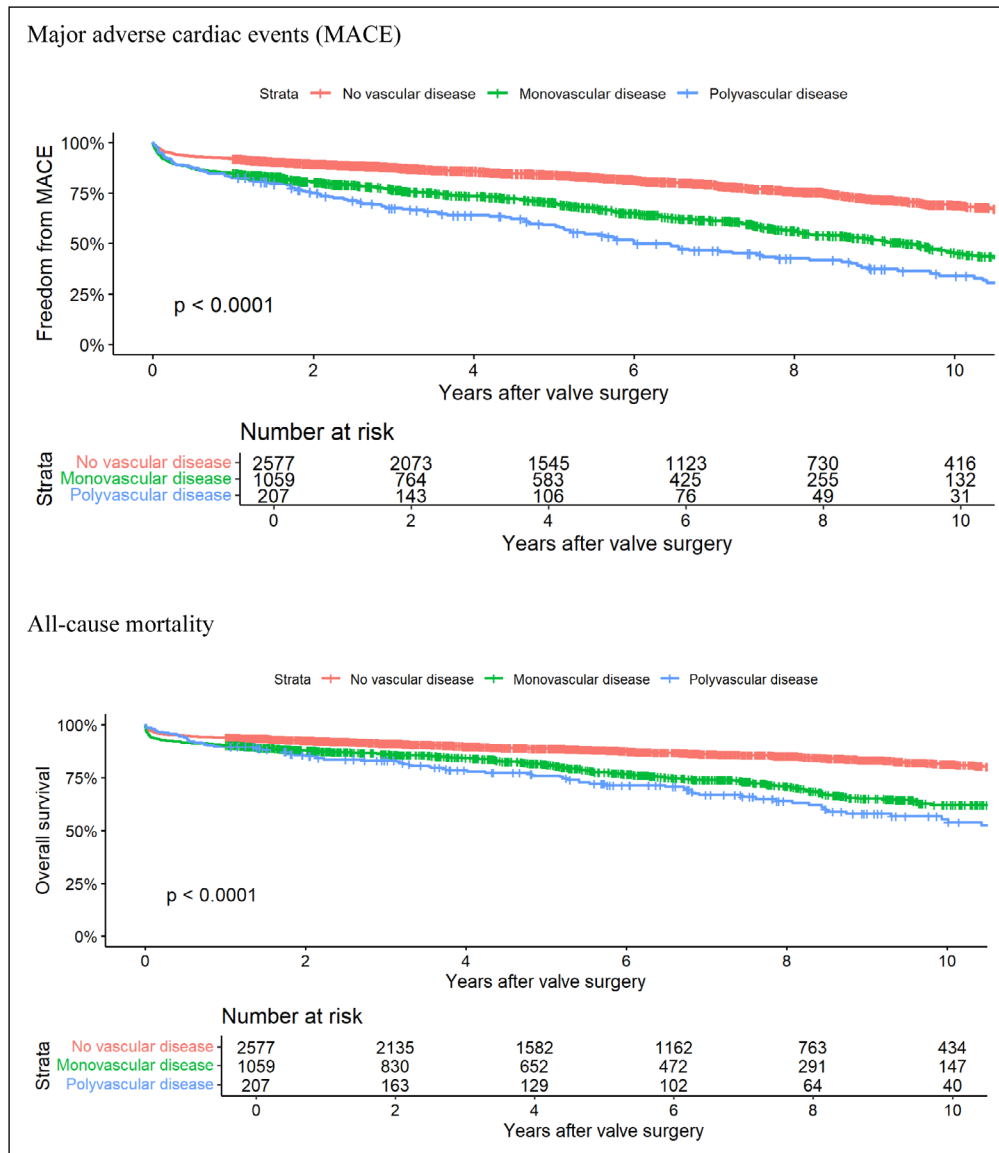 Major adverse cardiac events (MACE)
Strata No vascular disease Monovascular disease Polyvascular disease
Freedom from MACE
100%
75%
50%
25%
0%
p < 0.0001
0 2 4 6 8 10
Years after valve surgery
Number at risk
Strata
No vascular disease 2577 2073 1545 1123 730 416
Monovascular disease 1059 764 583 425 255 132
Polyvascular disease 207 143 106 76 49 31
0 2 4 6 8 10
Years after valve surgery
All-cause mortality
Strata No vascular disease Monovascular disease Polyvascular disease
Overall survival
100%
75%
50%
25%
0%
p < 0.0001
0 2 4 6 8 10
Years after valve surgery
Number at risk
Strata
No vascular disease 2577 2135 1582 1162 763 434
Monovascular disease 1059 830 652 472 291 147
Polyvascular disease 207 163 129 102 64 40
0 2 4 6 8 10
Years after valve surgery